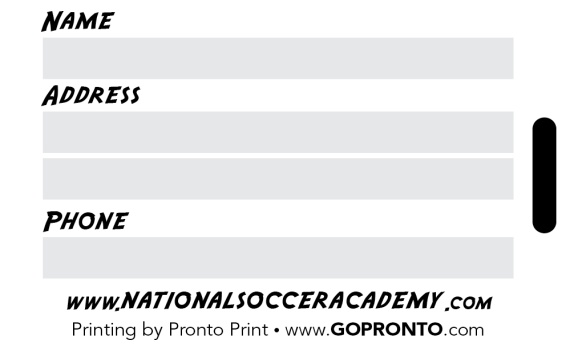 NAME
ADDRESS
PHONE
WWW.NATIONALSOCCERACADEMY.COM
Printing by Pronto Print • www.GOPRONTO.com